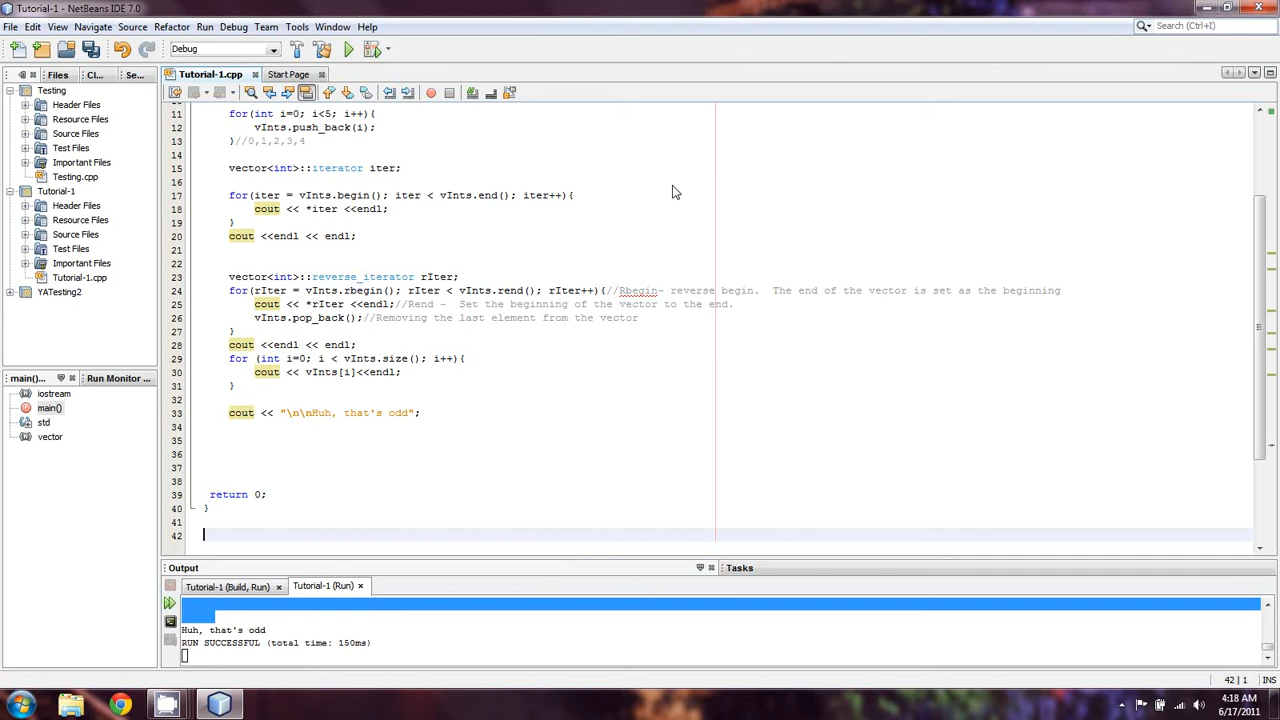 Tutorial-1 - NetBeans IDE 7.0
File Edit View Navigate Source Refactor Run Debug Team Tools Window Help
Search (Ctrl+I)
Debug
Files Cl... Se...
Tutorial-1.cpp Start Page
Testing
Header Files
Resource Files
Source Files
Test Files
Important Files
Testing.cpp
Tutorial-1
Header Files
Resource Files
Source Files
Test Files
Important Files
Tutorial-1.cpp
YATesting2
main()... Run Monitor ...
iostream
main()
std
vector
11 for(int i=0; i<5; i++){
12 vInts.push_back(i);
13 }//0,1,2,3,4
14
15 vector<int>::iterator iter;
16
17 for(iter = vInts.begin(); iter < vInts.end(); iter++){
18 cout << *iter <<endl;
19 }
20 cout <<endl << endl;
21
22
23 vector<int>::reverse_iterator rIter;
24 for(rIter = vInts.rbegin(); rIter < vInts.rend(); rIter++){//Rbegin- reverse begin.  The end of the vector is set as the beginning
25 cout << *rIter <<endl;//Rend -  Set the beginning of the vector to the end.
26 vInts.pop_back();//Removing the last element from the vector
27 }
28 cout <<endl << endl;
29 for (int i=0; i < vInts.size(); i++){
30 cout << vInts[i]<<endl;
31 }
32
33 cout << "\n\nHuh, that's odd";
34
35
36
37
38
39 return 0;
40 }
41
42
Output Tasks
Tutorial-1 (Build, Run) Tutorial-1 (Run)
Huh, that's odd
RUN SUCCESSFUL (total time: 150ms)
42 | 1 INS
4:18 AM
6/17/2011